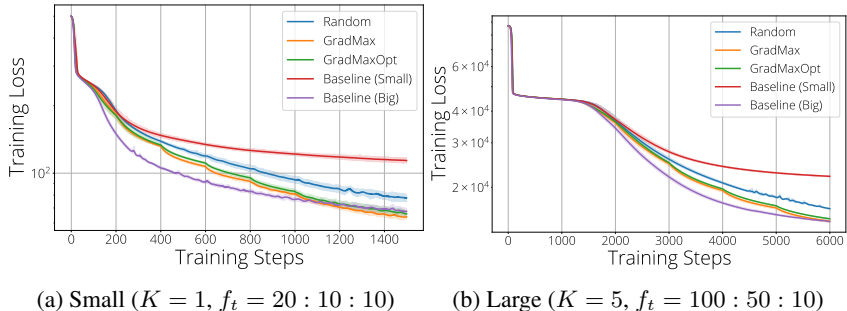 Training Loss
10²
Random
GradMax
GradMaxOpt
Baseline (Small)
Baseline (Big)
0 200 400 600 800 1000 1200 1400
Training Steps
(a) Small (K = 1, fₜ = 20 : 10 : 10)
Training Loss
6 × 10⁴
4 × 10⁴
3 × 10⁴
2 × 10⁴
Random
GradMax
GradMaxOpt
Baseline (Small)
Baseline (Big)
0 1000 2000 3000 4000 5000 6000
Training Steps
(b) Large (K = 5, fₜ = 100 : 50 : 10)